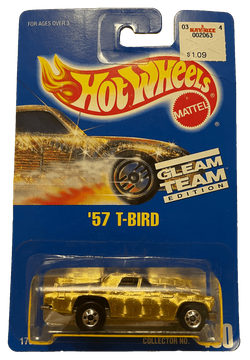 FOR AGES OVER 3
03 KAY-BEE 4
002063
$1.09
Hot Wheels
MATTEL
GLEAM
TEAM
EDITION
'57 T-BIRD
COLLECTOR NO.